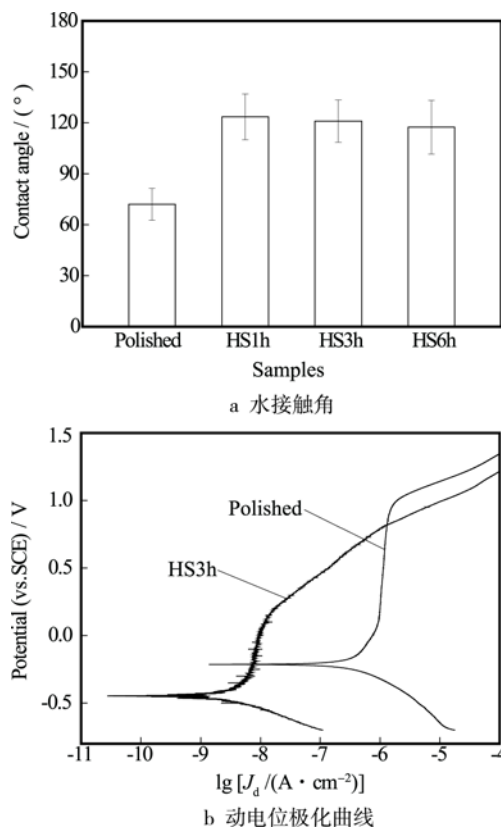 180
150
120
90
60
30
0
Contact angle / (°)
Polished HS1h HS3h HS6h
Samples
a 水接触角
1.5
1.0
0.5
0.0
-0.5
Potential (vs.SCE) / V
Polished
HS3h
-11 -10 -9 -8 -7 -6 -5 -4
lg [J_d /(A·cm⁻²)]
b 动电位极化曲线